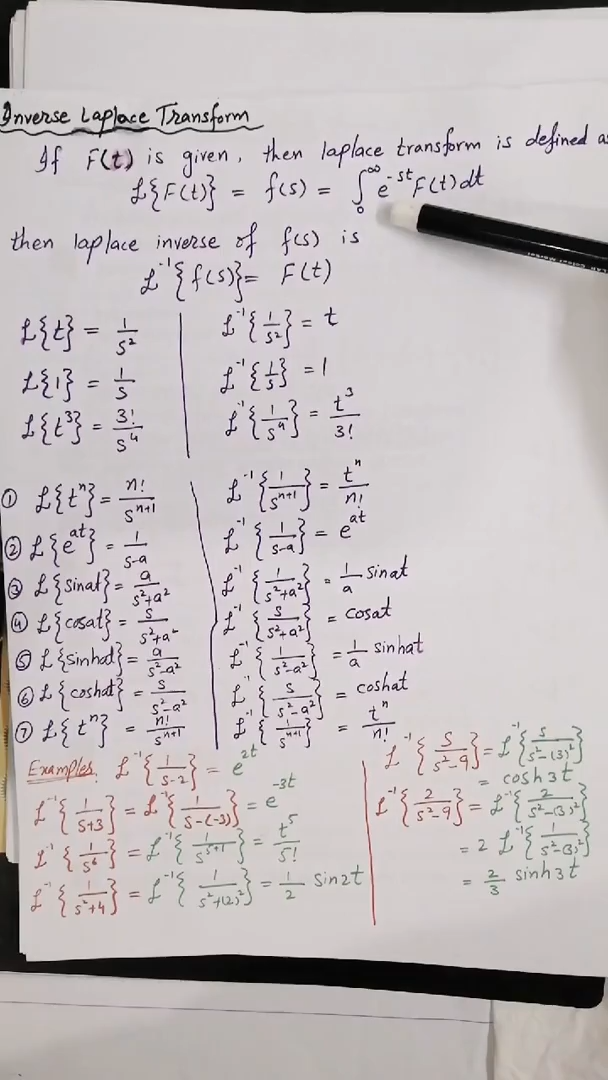 Inverse Laplace Transform
If F(t) is given, then laplace transform is defined as
ℒ{F(t)} = f(s) = ∫₀^∞ e^-st F(t) dt
then laplace inverse of f(s) is
ℒ^-1{f(s)} = F(t)
ℒ{t} = 1/s² | ℒ^-1{1/s²} = t
ℒ{1} = 1/s | ℒ^-1{1/s} = 1
ℒ{t³} = 3!/s⁴ | ℒ^-1{1/s⁴} = t³/3!
① ℒ{t^n} = n!/s^n+1 | ℒ^-1{1/s^n+1} = t^n/n!
② ℒ{e^at} = 1/s-a | ℒ^-1{1/s-a} = e^at
③ ℒ{sinat} = a/s²+a² | ℒ^-1{1/s²+a²} = 1/a sinat
④ ℒ{cosat} = s/s²+a² | ℒ^-1{s/s²+a²} = cosat
⑤ ℒ{sinhat} = a/s²-a² | ℒ^-1{1/s²-a²} = 1/a sinhat
⑥ ℒ{coshat} = s/s²-a² | ℒ^-1{s/s²-a²} = coshat
⑦ ℒ{t^n} = n!/s^n+1 | ℒ^-1{1/s^n+1} = t^n/n!
Examples. ℒ^-1{1/s-2} = e^2t
ℒ^-1{1/s+3} = ℒ^-1{1/s-(-3)} = e^-3t
ℒ^-1{1/s⁶} = ℒ^-1{1/s^5+1} = t⁵/5!
ℒ^-1{1/s²+4} = ℒ^-1{1/s²+(2)²} = 1/2 sin2t
ℒ^-1{s/s²-9} = ℒ^-1{s/s²-(3)²}
= cosh3t
ℒ^-1{2/s²-9} = ℒ^-1{2/s²-(3)²}
= 2 ℒ^-1{1/s²-(3)²}
= 2/3 sinh3t